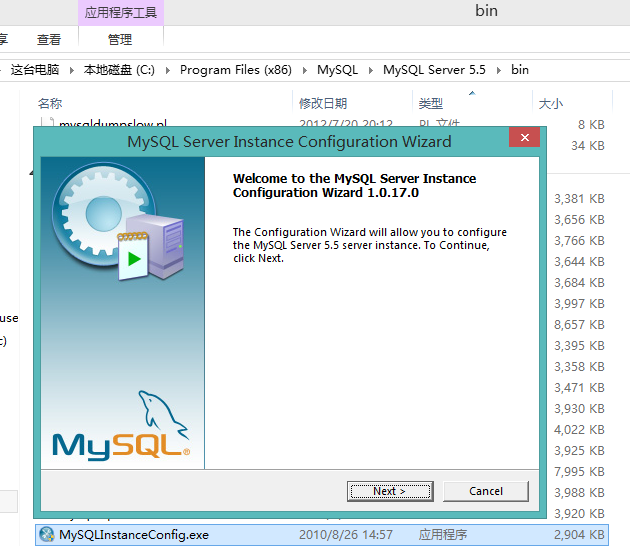 应用程序工具
bin
享
查看
管理
这台电脑
本地磁盘 (C:)
Program Files (x86)
MySQL
MySQL Server 5.5
bin
名称
修改日期
类型
大小
mysqldumpslow.pl
2012/7/20 20:12
PL 文件
8 KB
34 KB
MySQL Server Instance Configuration Wizard
Welcome to the MySQL Server Instance
Configuration Wizard 1.0.17.0
The Configuration Wizard will allow you to configure
the MySQL Server 5.5 server instance. To Continue,
click Next.
MySQL®
Next >
Cancel
use
c)
3,381 KB
3,656 KB
3,766 KB
3,644 KB
3,684 KB
3,997 KB
8,657 KB
3,395 KB
3,358 KB
3,471 KB
3,930 KB
4,022 KB
3,925 KB
7,995 KB
3,988 KB
3,920 KB
MySQLInstanceConfig.exe
2010/8/26 14:57
应用程序
2,904 KB